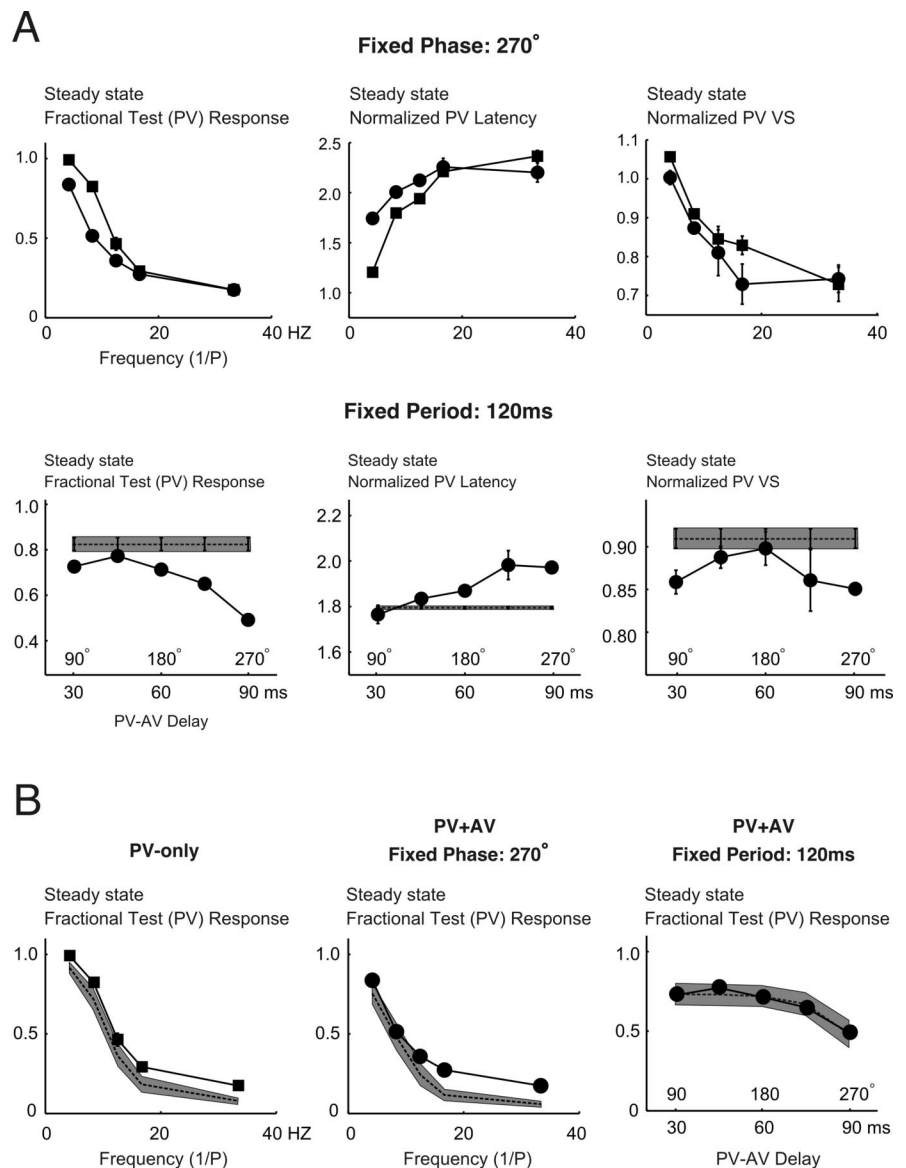 A
Fixed Phase: 270°
Steady state
Fractional Test (PV) Response
1.0
0.5
0
0
20
40 HZ
Frequency (1/P)
Steady state
Normalized PV Latency
2.5
2.0
1.5
1.0
0
20
40
Steady state
Normalized PV VS
1.1
1.0
0.9
0.8
0.7
0
20
40
Fixed Period: 120ms
Steady state
Fractional Test (PV) Response
1.0
0.8
0.6
0.4
90°
180°
270°
30
60
90 ms
PV-AV Delay
Steady state
Normalized PV Latency
2.2
2.0
1.8
1.6
90°
180°
270°
30
60
90 ms
Steady state
Normalized PV VS
0.90
0.85
0.80
90°
180°
270°
30
60
90 ms
B
PV-only
Steady state
Fractional Test (PV) Response
1.0
0.5
0
0
20
40 HZ
Frequency (1/P)
PV+AV
Fixed Phase: 270°
Steady state
Fractional Test (PV) Response
1.0
0.5
0
0
20
40
Frequency (1/P)
PV+AV
Fixed Period: 120ms
Steady state
Fractional Test (PV) Response
1.0
0.5
0
90
180
270°
30
60
90 ms
PV-AV Delay